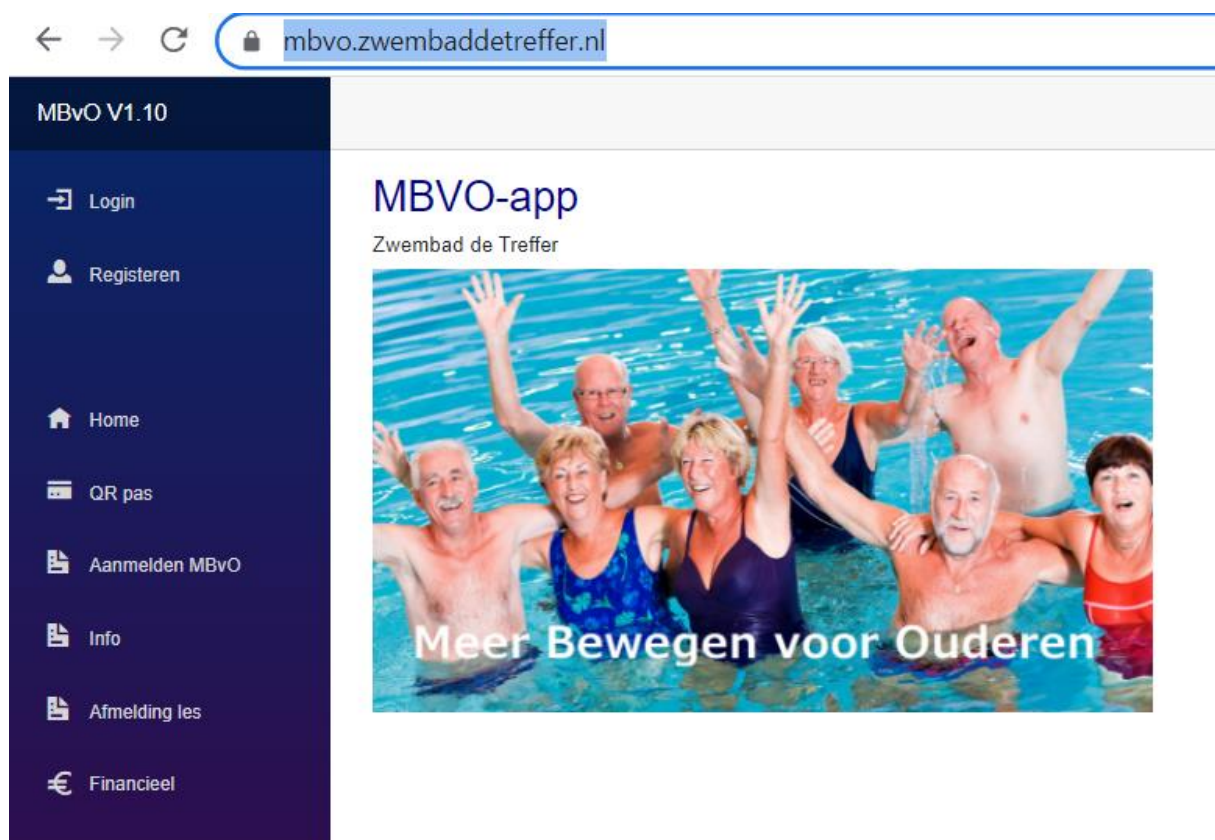 mbvo.zwembaddetreffer.nl
MBvO V1.10
Login
Registeren
Home
QR pas
Aanmelden MBvO
Info
Afmelding les
Financieel
MBVO-app
Zwembad de Treffer
Meer Bewegen voor Ouderen